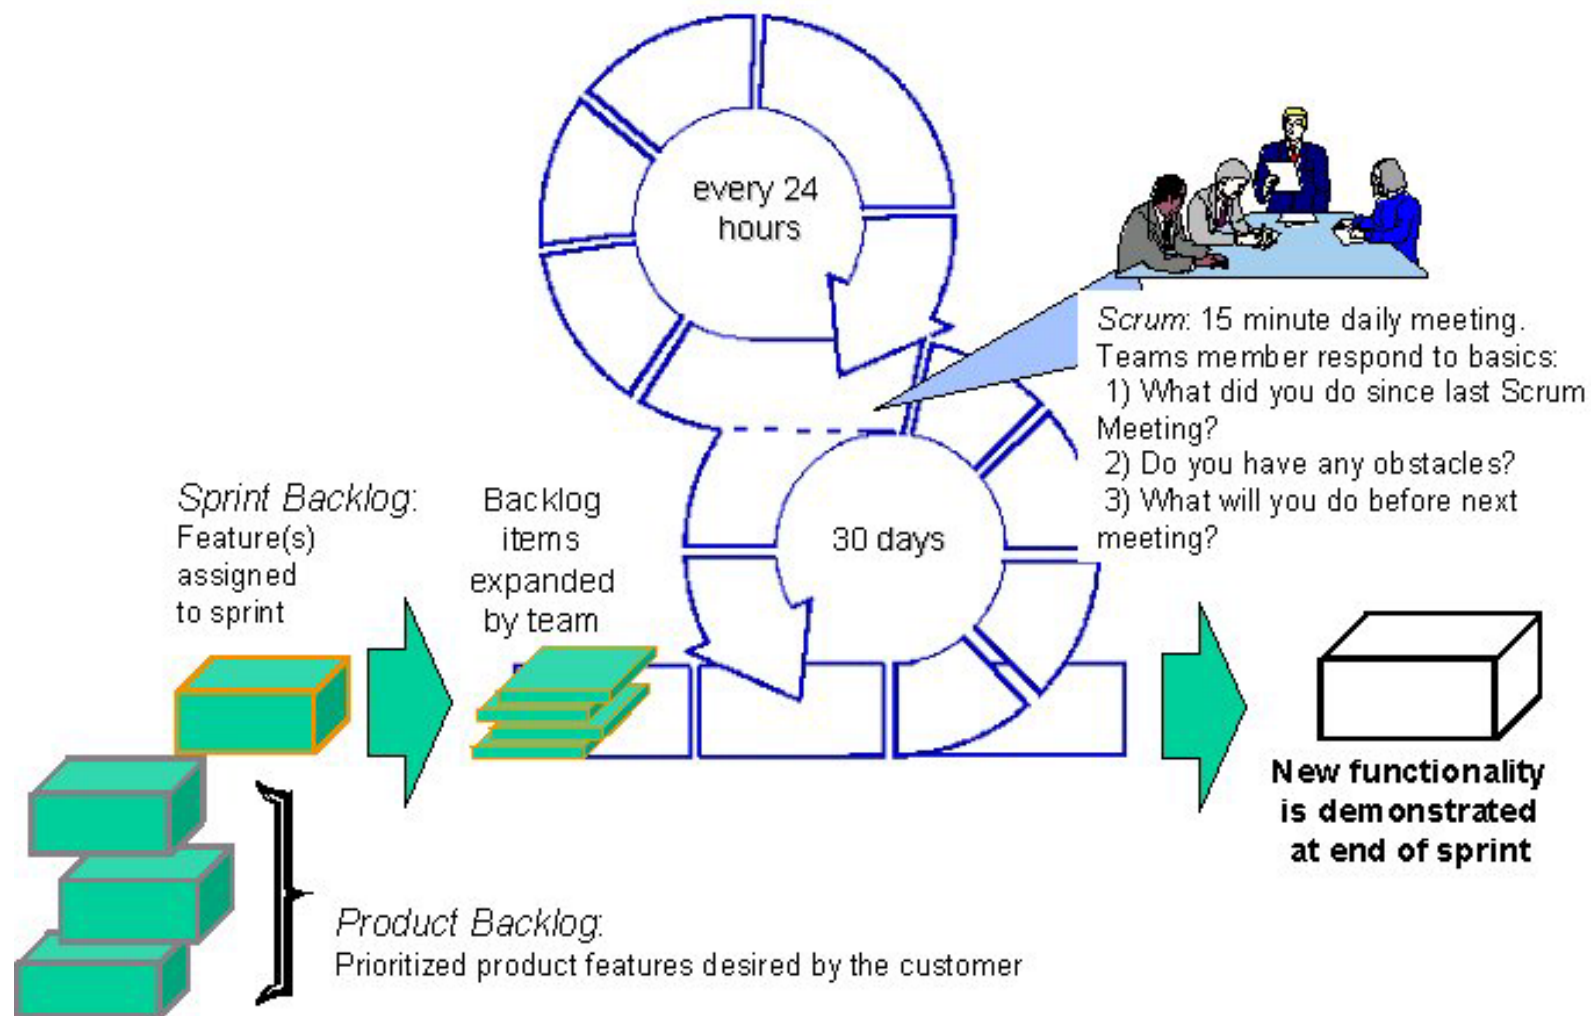 every 24
hours
Scrum: 15 minute daily meeting.
Teams member respond to basics:
1) What did you do since last Scrum
Meeting?
2) Do you have any obstacles?
3) What will you do before next
meeting?
Sprint Backlog:
Feature(s)
assigned
to sprint
Backlog
items
expanded
by team
30 days
New functionality
is demonstrated
at end of sprint
Product Backlog:
Prioritized product features desired by the customer